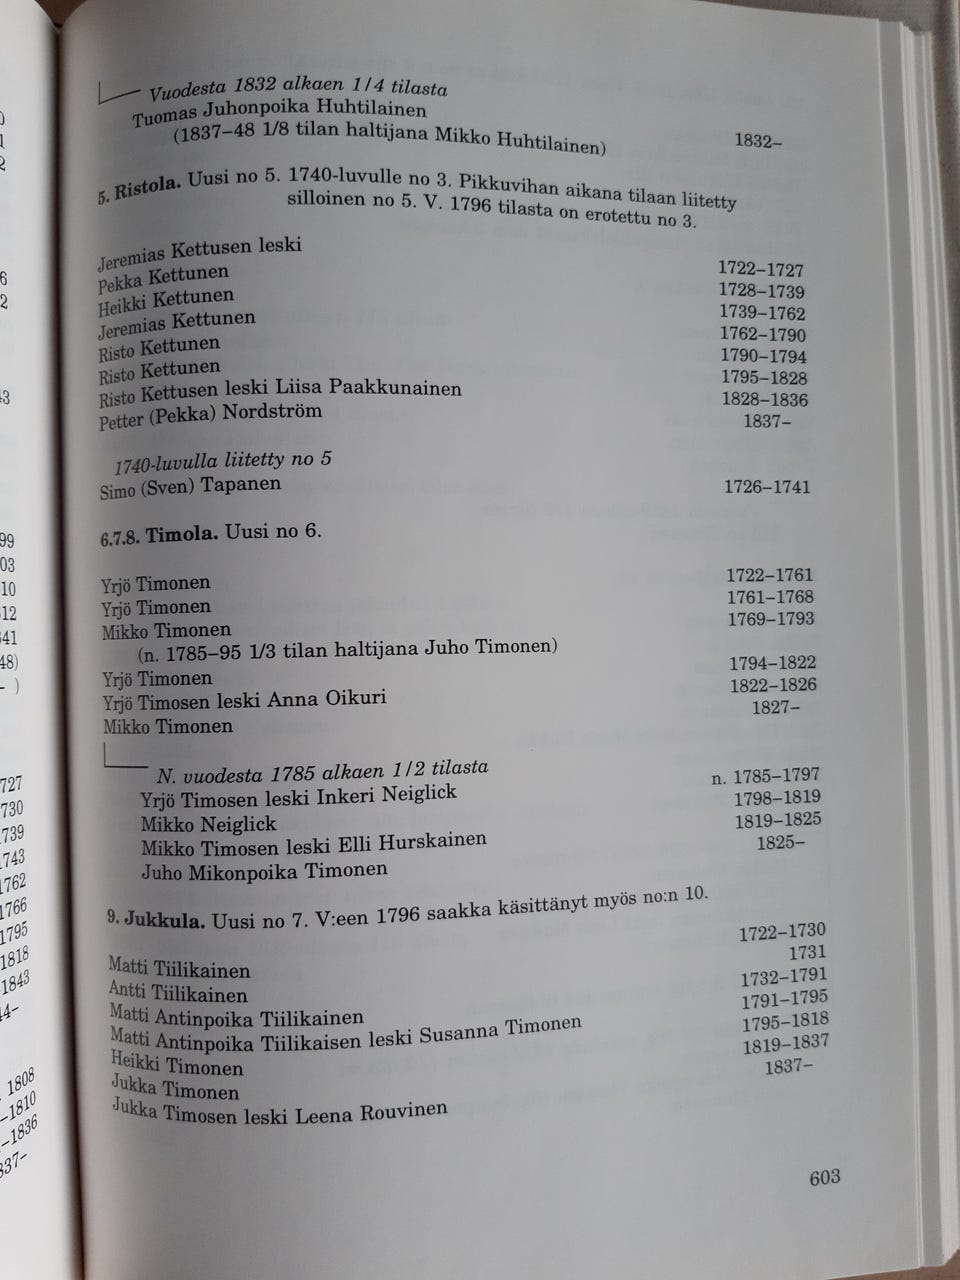 Vuodesta 1832 alkaen 1/4 tilasta
Tuomas Juhonpoika Huhtilainen
(1837–48 1/8 tilan haltijana Mikko Huhtilainen) 1832–
5. Ristola. Uusi no 5. 1740-luvulle no 3. Pikkuvihan aikana tilaan liitetty
silloinen no 5. V. 1796 tilasta on erotettu no 3.
Jeremias Kettusen leski 1722–1727
Pekka Kettunen 1728–1739
Heikki Kettunen 1739–1762
Jeremias Kettunen 1762–1790
Risto Kettunen 1790–1794
Risto Kettunen 1795–1828
Risto Kettusen leski Liisa Paakkunainen 1828–1836
Petter (Pekka) Nordström 1837–
1740-luvulla liitetty no 5
Simo (Sven) Tapanen 1726–1741
6.7.8. Timola. Uusi no 6.
Yrjö Timonen 1722–1761
Yrjö Timonen 1761–1768
Mikko Timonen 1769–1793
(n. 1785–95 1/3 tilan haltijana Juho Timonen)
Yrjö Timonen 1794–1822
Yrjö Timosen leski Anna Oikuri 1822–1826
Mikko Timonen 1827–
N. vuodesta 1785 alkaen 1/2 tilasta
Yrjö Timosen leski Inkeri Neiglick n. 1785–1797
Mikko Neiglick 1798–1819
Mikko Timosen leski Elli Hurskainen 1819–1825
Juho Mikonpoika Timonen 1825–
9. Jukkula. Uusi no 7. V:een 1796 saakka käsittänyt myös no:n 10.
Matti Tiilikainen 1722–1730
Antti Tiilikainen 1731
Matti Antinpoika Tiilikainen 1732–1791
Matti Antinpoika Tiilikaisen leski Susanna Timonen 1791–1795
Heikki Timonen 1795–1818
Jukka Timonen 1819–1837
Jukka Timosen leski Leena Rouvinen 1837–
603